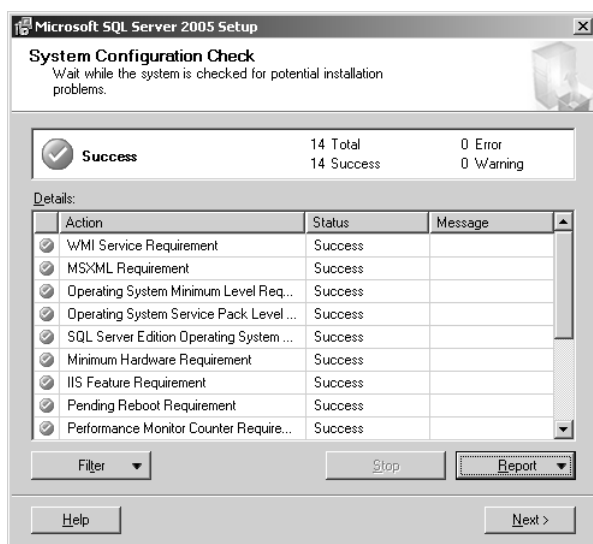 Microsoft SQL Server 2005 Setup
System Configuration Check
Wait while the system is checked for potential installation
problems.
Success
14 Total
0 Error
14 Success
0 Warning
Details:
Action Status Message
WMI Service Requirement Success
MSXML Requirement Success
Operating System Minimum Level Req... Success
Operating System Service Pack Level ... Success
SQL Server Edition Operating System ... Success
Minimum Hardware Requirement Success
IIS Feature Requirement Success
Pending Reboot Requirement Success
Performance Monitor Counter Require... Success
Filter Stop Report
Help Next >